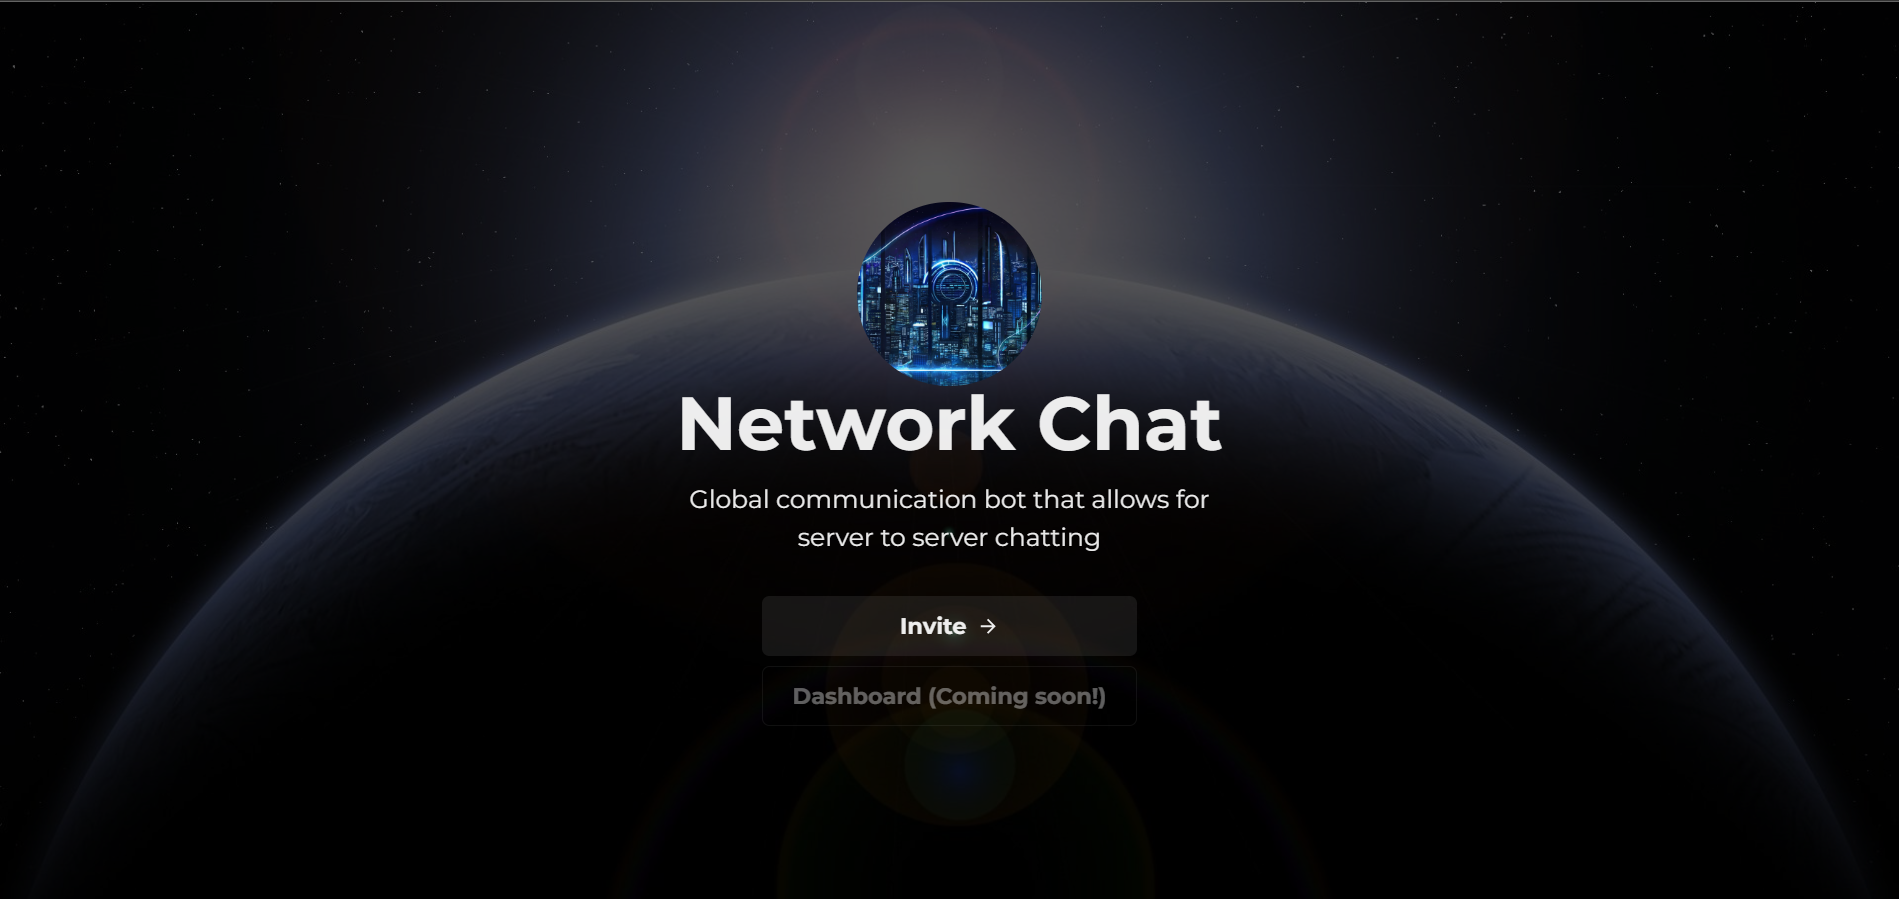 Network Chat
Global communication bot that allows for
server to server chatting
Invite →
Dashboard (Coming soon!)